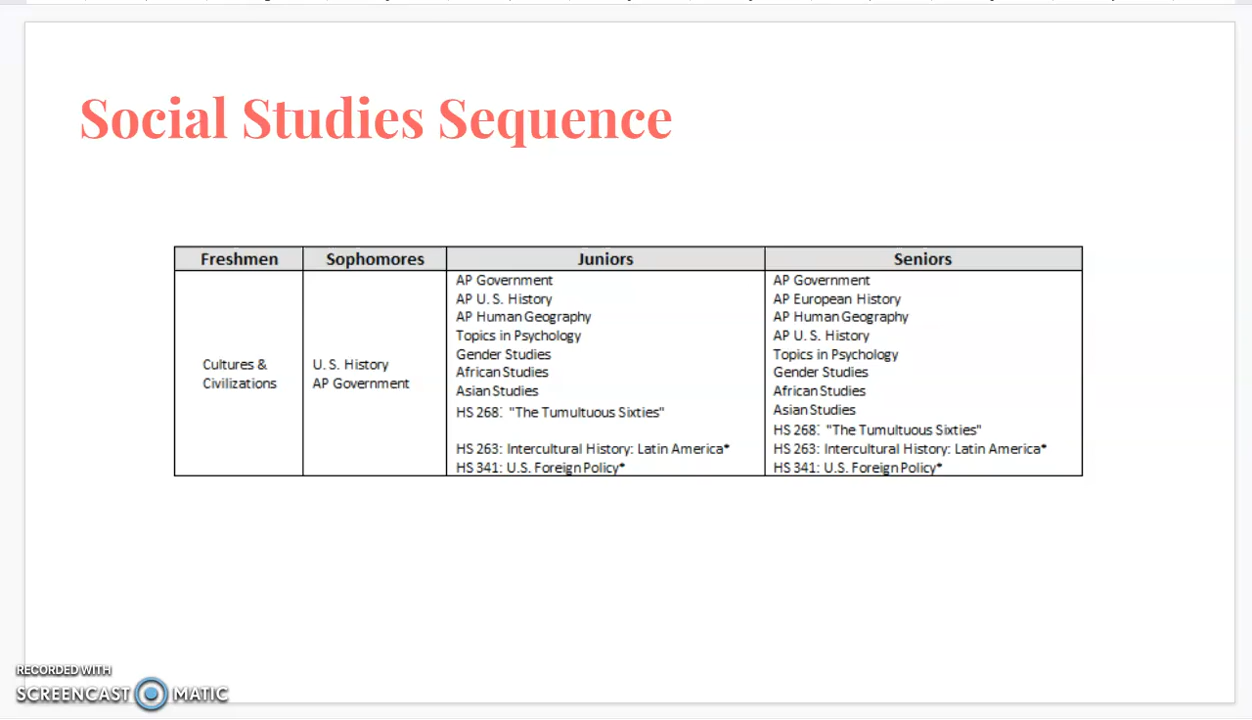 Social Studies Sequence
Freshmen Sophomores Juniors Seniors
Cultures &
Civilizations
U. S. History
AP Government
AP Government
AP U. S. History
AP Human Geography
Topics in Psychology
Gender Studies
African Studies
Asian Studies
HS 268: "The Tumultuous Sixties"
HS 263: Intercultural History: Latin America*
HS 341: U.S. Foreign Policy*
AP Government
AP European History
AP Human Geography
AP U. S. History
Topics in Psychology
Gender Studies
African Studies
Asian Studies
HS 268: "The Tumultuous Sixties"
HS 263: Intercultural History: Latin America*
HS 341: U.S. Foreign Policy*
RECORDED WITH
SCREENCAST MATIC